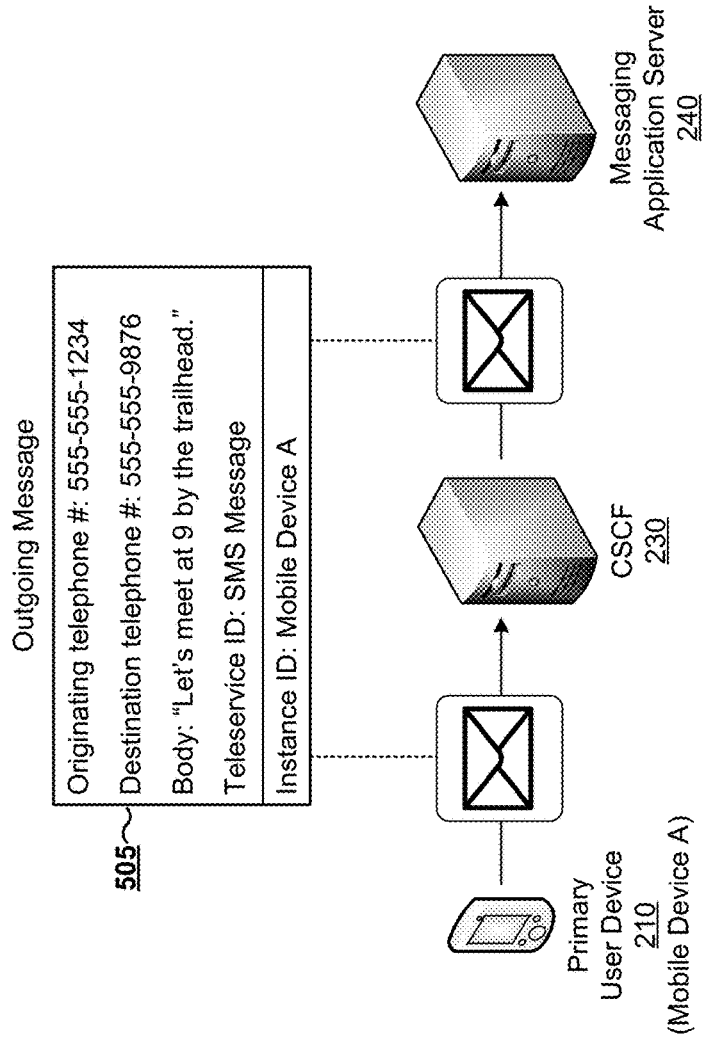 Outgoing Message
Originating telephone #: 555-555-1234
Destination telephone #: 555-555-9876
Body: “Let’s meet at 9 by the trailhead.”
Teleservice ID: SMS Message
Instance ID: Mobile Device A
505
Primary
User Device
210
(Mobile Device A)
CSCF
230
Messaging
Application Server
240